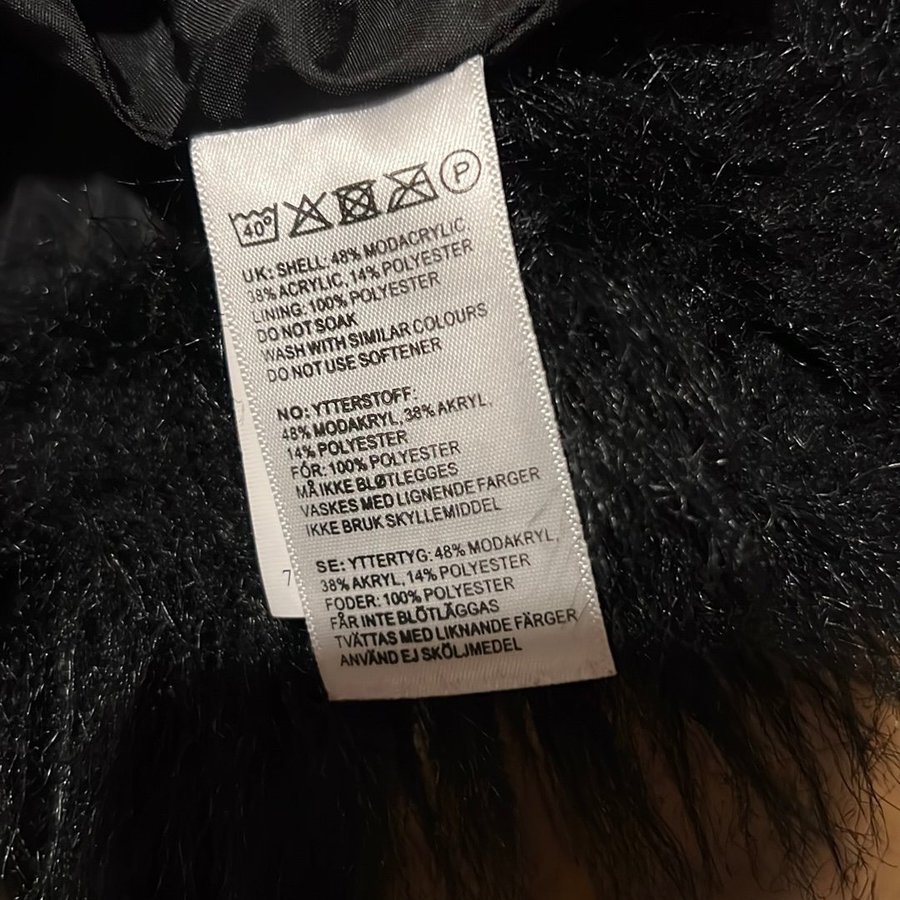 40° P
UK: SHELL: 48% MODACRYLIC,
38% ACRYLIC, 14% POLYESTER
LINING: 100% POLYESTER
DO NOT SOAK
WASH WITH SIMILAR COLOURS
DO NOT USE SOFTENER
NO: YTTERSTOFF:
48% MODAKRYL, 38% AKRYL,
14% POLYESTER
FÔR: 100% POLYESTER
MÅ IKKE BLØTLEGGES
VASKES MED LIGNENDE FARGER
IKKE BRUK SKYLLEMIDDEL
SE: YTTERTYG: 48% MODAKRYL,
38% AKRYL, 14% POLYESTER
FODER: 100% POLYESTER
FÅR INTE BLÖTLÄGGAS
TVÄTTAS MED LIKNANDE FÄRGER
ANVÄND EJ SKÖLJMEDEL
7